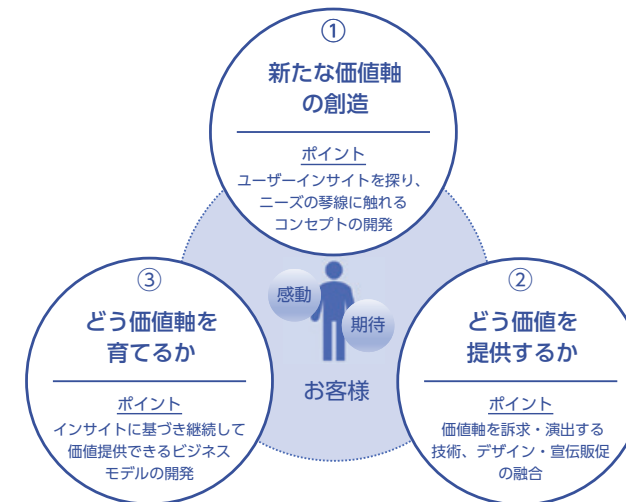 ①
新たな価値軸
の創造
ポイント
ユーザーインサイトを探り、
ニーズの琴線に触れる
コンセプトの開発
感動
期待
お客様
③
どう価値軸を
育てるか
ポイント
インサイトに基づき継続して
価値提供できるビジネス
モデルの開発
②
どう価値を
提供するか
ポイント
価値軸を訴求・演出する
技術、デザイン・宣伝販促
の融合